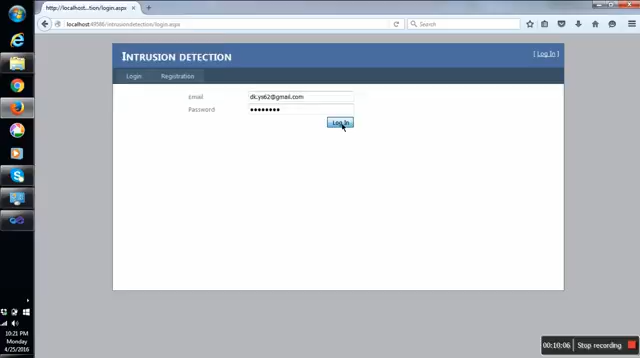 http://localhost...tion/login.aspx
localhost:49586/intrusiondetection/login.aspx
Search
INTRUSION DETECTION
[ Log In ]
Login
Registration
Email
dk.ys62@gmail.com
Password
Log In
10:21 PM
Monday
4/25/2016
00:10:06
Stop recording